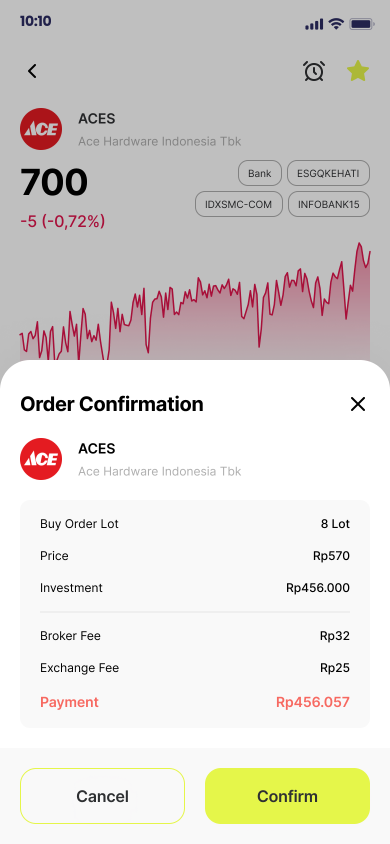 10:10
ACE
ACES
Ace Hardware Indonesia Tbk
700
Bank
ESGQKEHATI
-5 (-0,72%)
IDXSMC-COM
INFOBANK15
Order Confirmation
ACE
ACES
Ace Hardware Indonesia Tbk
Buy Order Lot 8 Lot
Price Rp570
Investment Rp456.000
Broker Fee Rp32
Exchange Fee Rp25
Payment Rp456.057
Cancel
Confirm